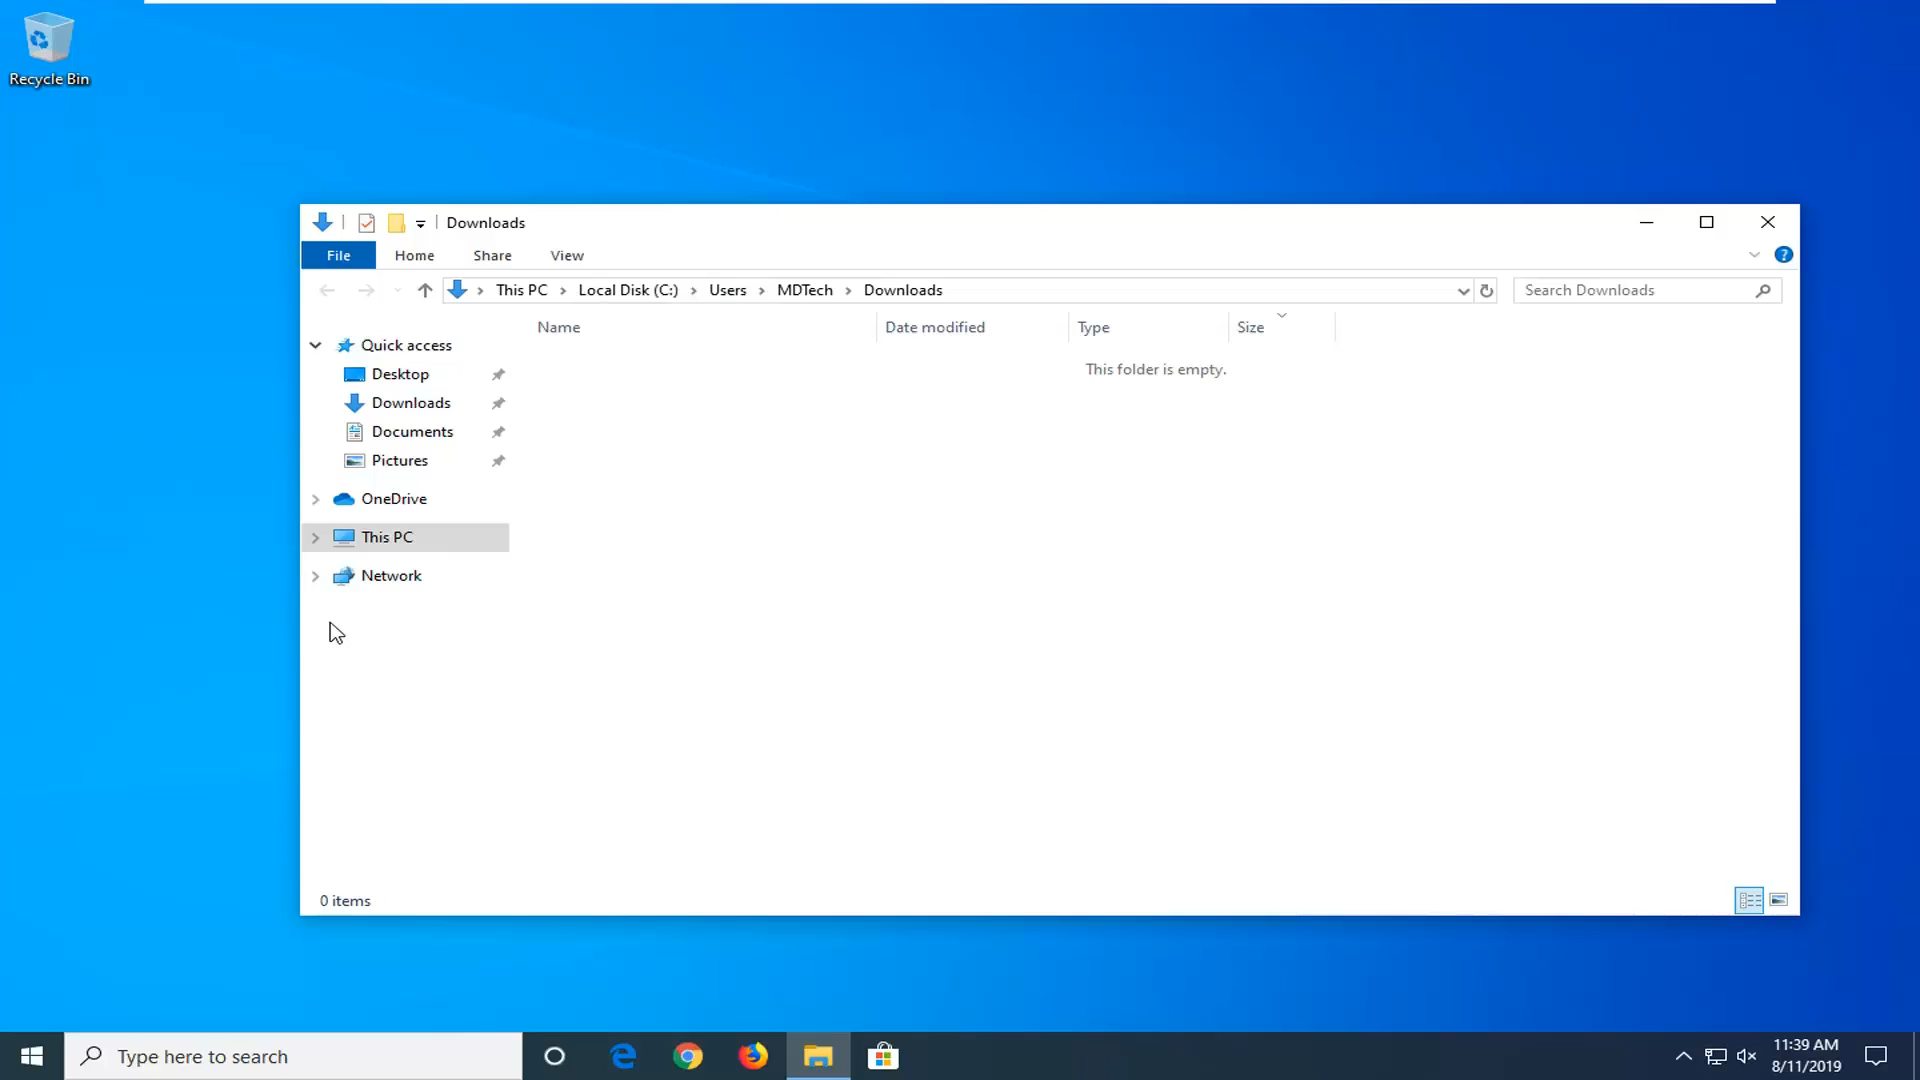 Recycle Bin
Downloads
File Home Share View
This PC Local Disk (C:) Users MDTech Downloads
Search Downloads
Name Date modified Type Size
This folder is empty.
Quick access
Desktop
Downloads
Documents
Pictures
OneDrive
This PC
Network
0 items
Type here to search
11:39 AM
8/11/2019